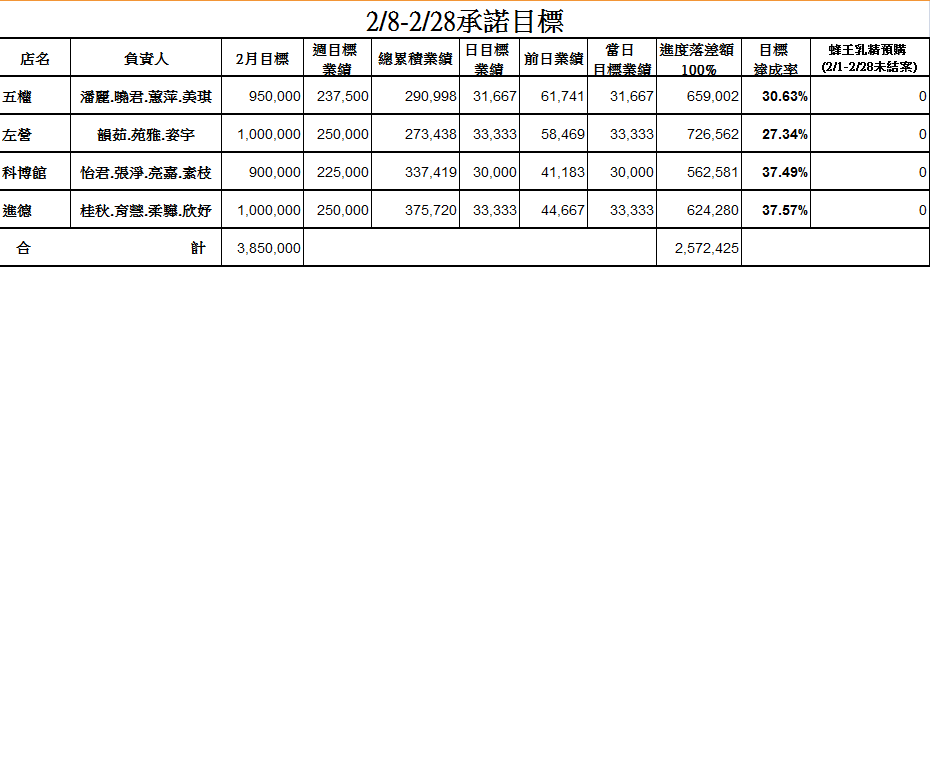 2/8-2/28承諾目標
店名 負責人 2月目標 週目標業績 總累積業績 日目標業績 前日業績 當日目標業績 進度落差額100% 目標達成率 蜂王乳精預購(2/1-2/28未結案)
五權 潘麗.曉君.蕙萍.美琪 950,000 237,500 290,998 31,667 61,741 31,667 659,002 30.63% 0
左營 韻茹.苑雅.姿宇 1,000,000 250,000 273,438 33,333 58,469 33,333 726,562 27.34% 0
科博館 怡君.張淨.亮嘉.素枝 900,000 225,000 337,419 30,000 41,183 30,000 562,581 37.49% 0
進德 桂秋.育慧.柔驊.欣妤 1,000,000 250,000 375,720 33,333 44,667 33,333 624,280 37.57% 0
合 計 3,850,000 2,572,425